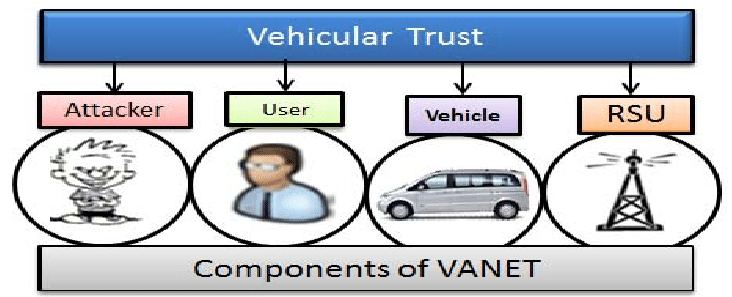 Vehicular Trust
Attacker
User
Vehicle
RSU
Components of VANET